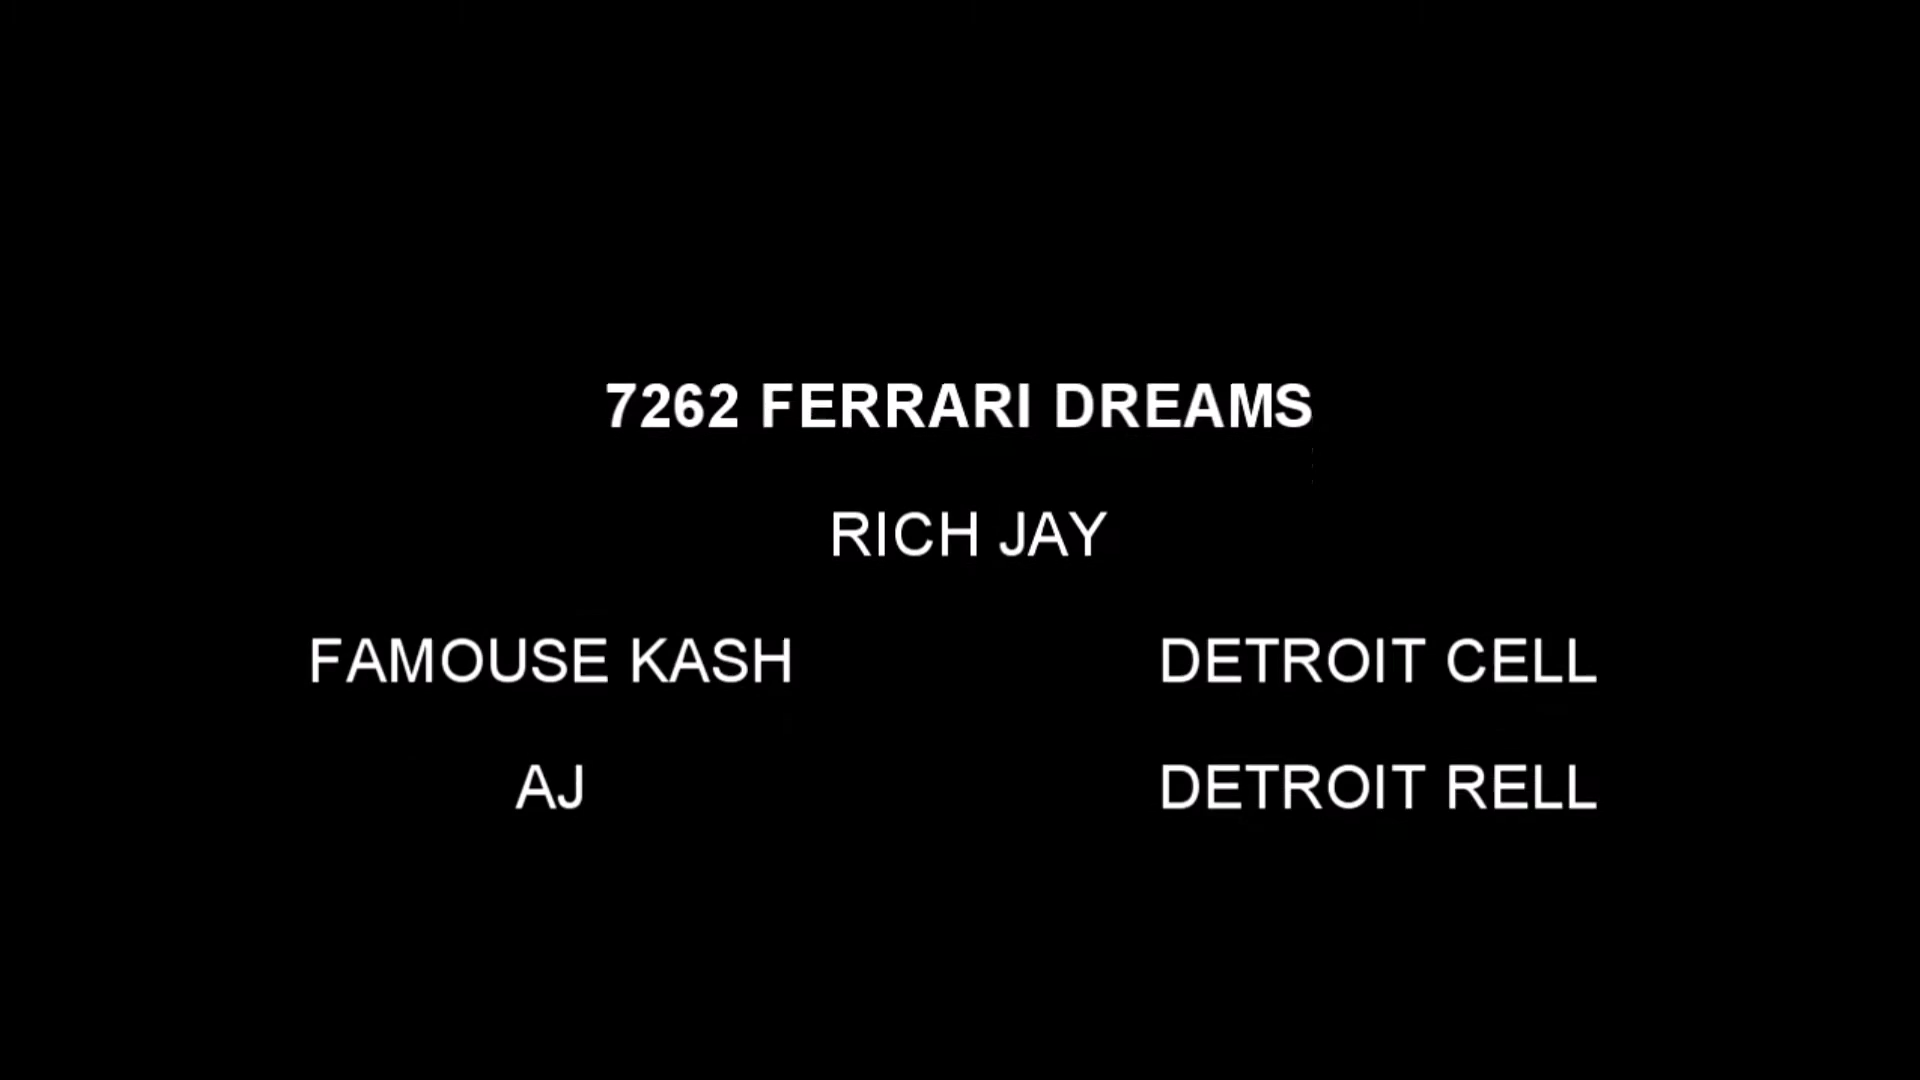 7262 FERRARI DREAMS
RICH JAY
FAMOUSE KASH DETROIT CELL
AJ DETROIT RELL